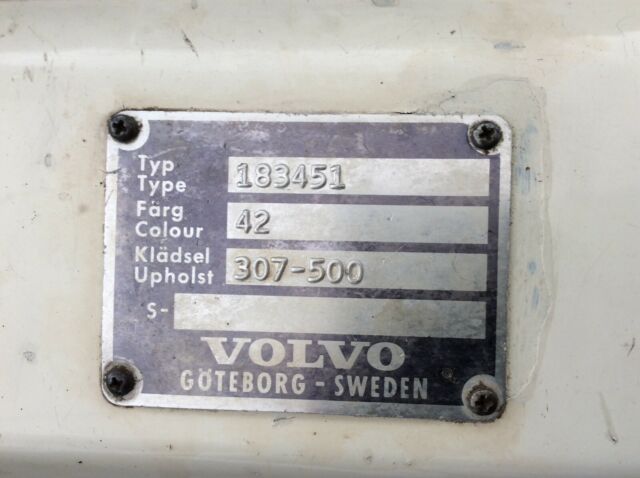 Typ
Type 183451
Färg
Colour 42
Klädsel
Upholst 307-500
S-
VOLVO
GÖTEBORG - SWEDEN